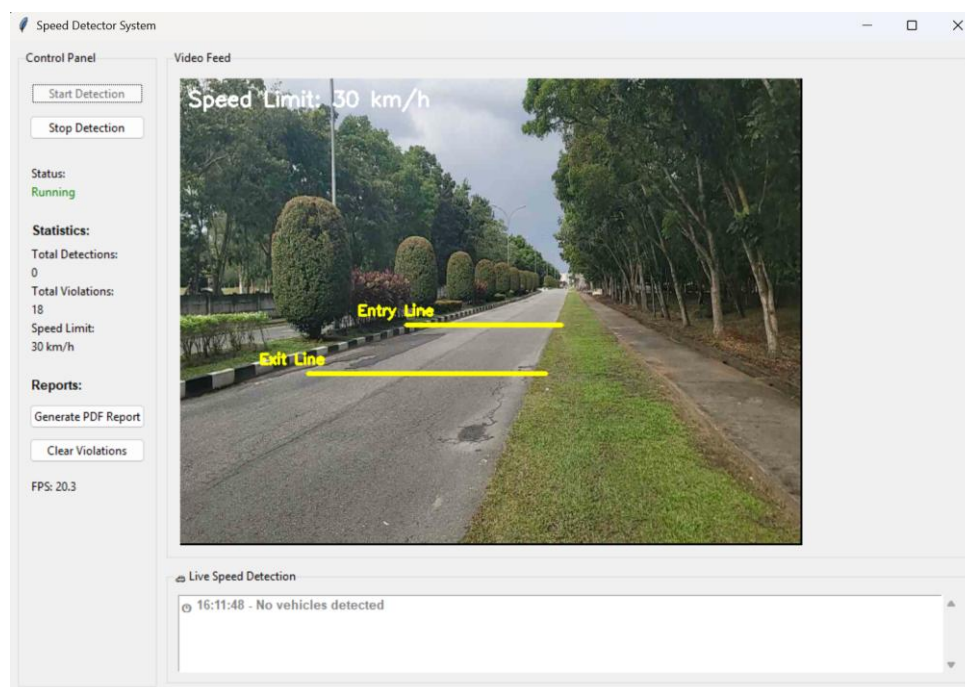 Speed Detector System
Control Panel
Start Detection
Stop Detection
Status:
Running
Statistics:
Total Detections:
0
Total Violations:
18
Speed Limit:
30 km/h
Reports:
Generate PDF Report
Clear Violations
FPS: 20.3
Video Feed
Speed Limit: 30 km/h
Entry Line
Exit Line
Live Speed Detection
16:11:48 - No vehicles detected